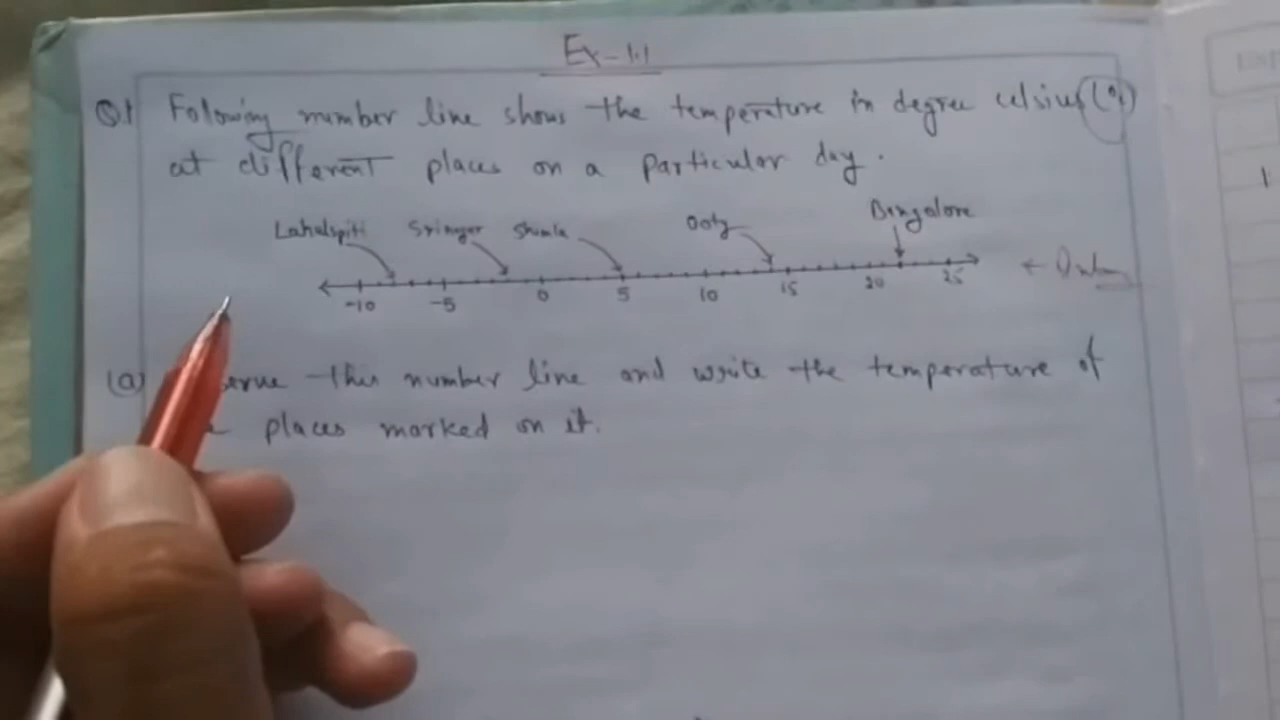 Ex-1.1
Q1 Folowing number line shows the temperature in degree celsius (°c)
at different places on a particular day.
Lahulspiti Srinagar Shimla Ooty Bangalore
-10 -5 0 5 10 15 20 25
(a) this number line and write the temperature of
places marked on it.